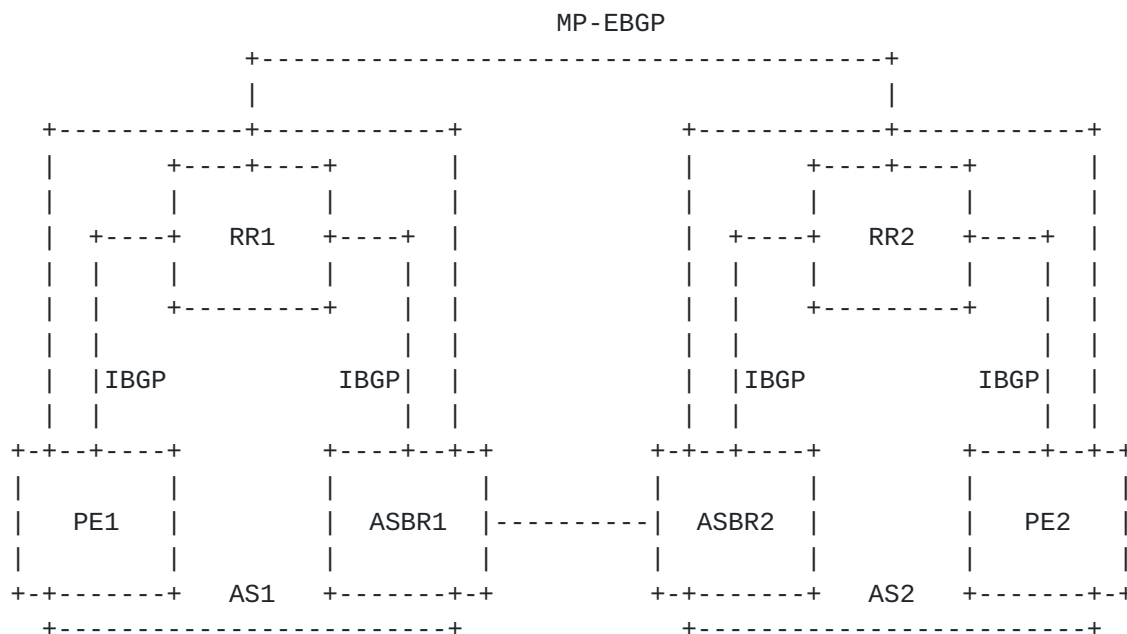 MP-EBGP
RR1 RR2
IBGP IBGP IBGP IBGP
PE1 ASBR1 ASBR2 PE2
AS1 AS2